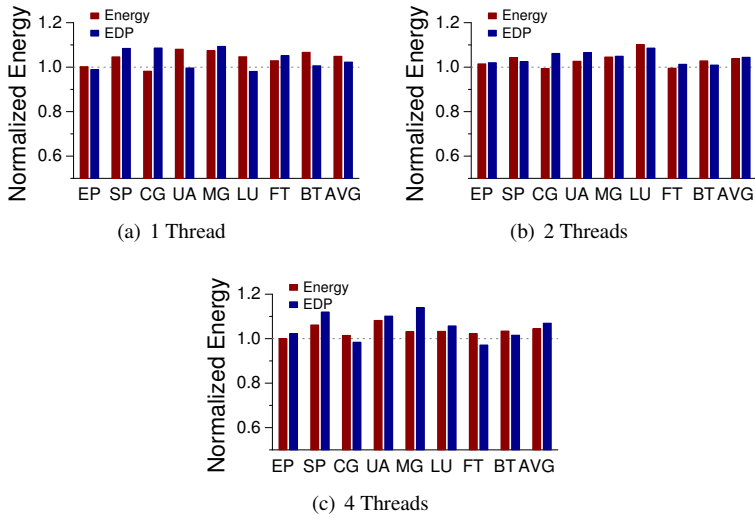 Normalized Energy
1.2
1.0
0.8
0.6
Energy
EDP
EP SP CG UA MG LU FT BT AVG
(a) 1 Thread
Normalized Energy
1.2
1.0
0.8
0.6
Energy
EDP
EP SP CG UA MG LU FT BT AVG
(b) 2 Threads
Normalized Energy
1.2
1.0
0.8
0.6
Energy
EDP
EP SP CG UA MG LU FT BT AVG
(c) 4 Threads